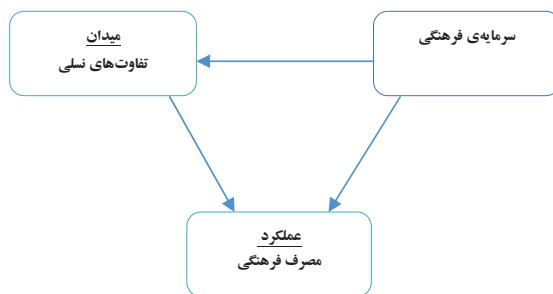 سرمایه‌ی فرهنگی
میدان
تفاوت‌های نسلی
عملکرد
مصرف فرهنگی